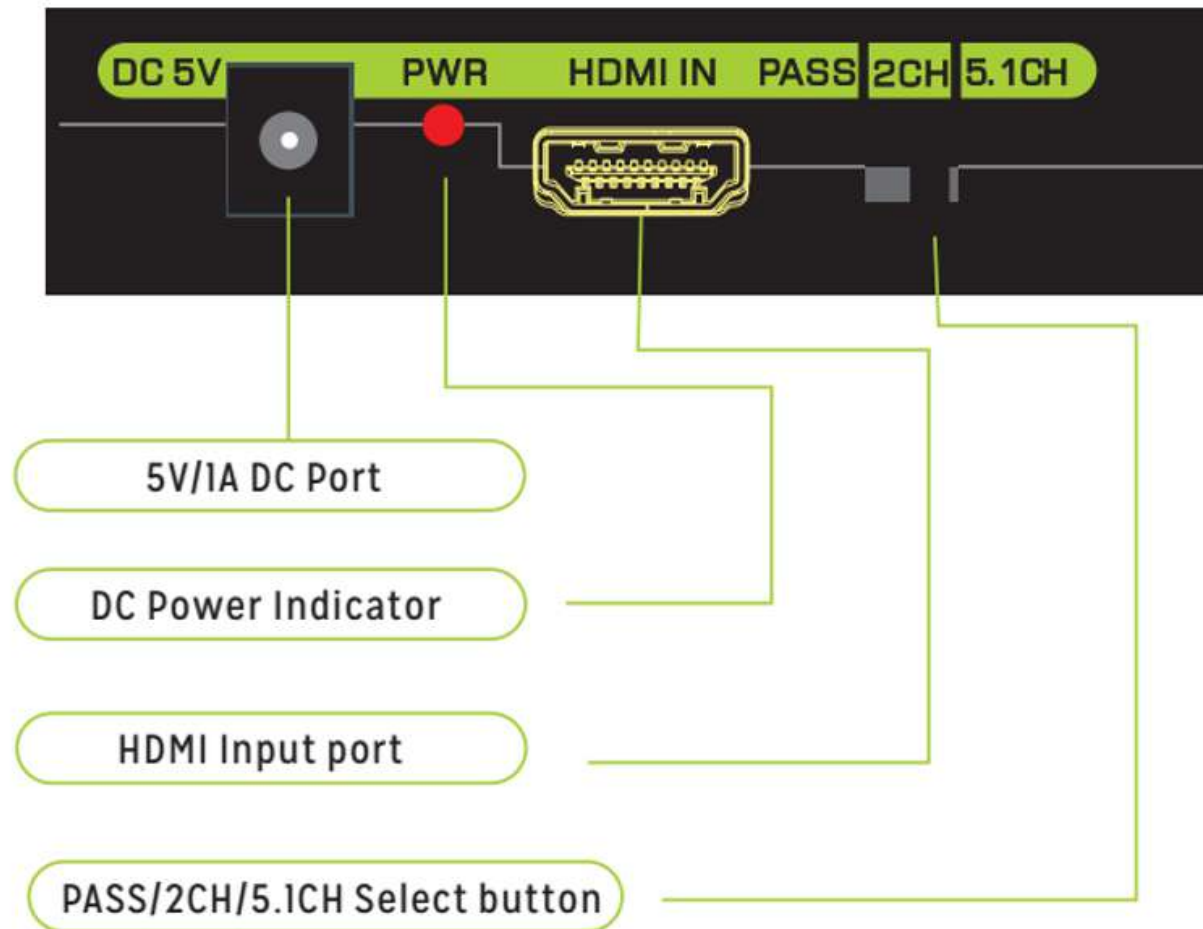 DC 5V PWR HDMI IN PASS 2CH 5.1CH
5V/1A DC Port
DC Power Indicator
HDMI Input port
PASS/2CH/5.1CH Select button